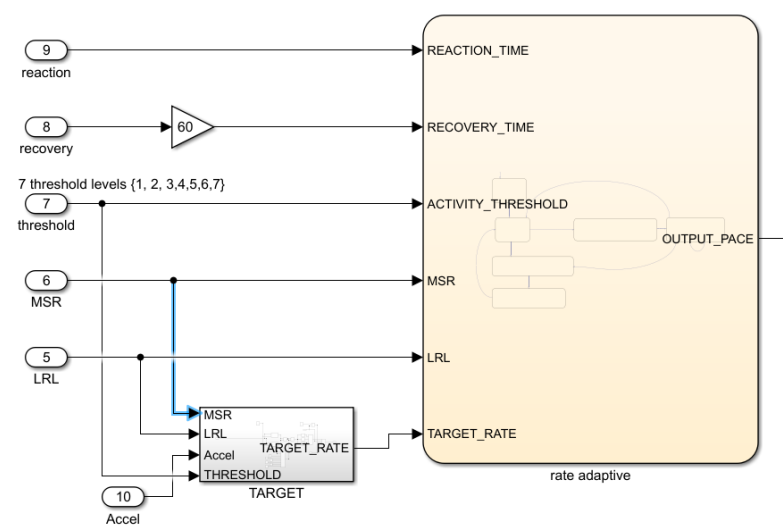 9
REACTION_TIME
reaction
8
60
RECOVERY_TIME
recovery
7 threshold levels {1, 2, 3,4,5,6,7}
7
ACTIVITY_THRESHOLD
threshold
OUTPUT_PACE
6
MSR
MSR
5
LRL
LRL
MSR
LRL
TARGET_RATE
TARGET_RATE
Accel
THRESHOLD
rate adaptive
TARGET
10
Accel